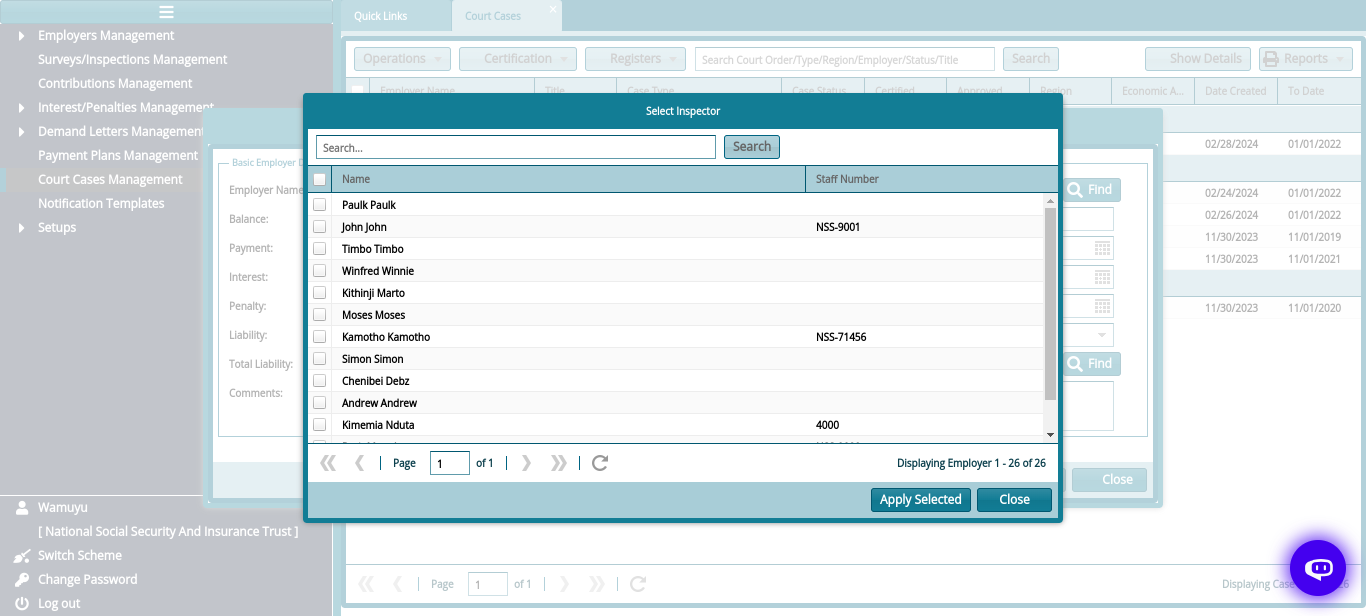 Quick Links
Court Cases
Employers Management
Surveys/Inspections Management
Contributions Management
Interest/Penalties Management
Demand Letters Management
Payment Plans Management
Court Cases Management
Notification Templates
Setups
Wamuyu
[ National Social Security And Insurance Trust ]
Switch Scheme
Change Password
Log out
Operations
Certification
Registers
Search Court Order/Type/Region/Employer/Status/Title
Search
Show Details
Reports
Employer Name Title Case Type Case Status Certified Approved Region Economic A... Date Created To Date
02/28/2024 01/01/2022
02/24/2024 01/01/2022
02/26/2024 01/01/2022
11/30/2023 11/01/2019
11/30/2023 11/01/2021
11/30/2023 11/01/2020
Basic Employer
Employer Name
Find
Balance:
Payment:
Interest:
Penalty:
Liability:
Total Liability:
Find
Comments:
Close
Select Inspector
Search...
Search
Name Staff Number
Paulk Paulk
John John NSS-9001
Timbo Timbo
Winfred Winnie
Kithinji Marto
Moses Moses
Kamotho Kamotho NSS-71456
Simon Simon
Chenibei Debz
Andrew Andrew
Kimemia Nduta 4000
Page 1 of 1
Displaying Employer 1 - 26 of 26
Apply Selected
Close
Page 1 of 1
Displaying